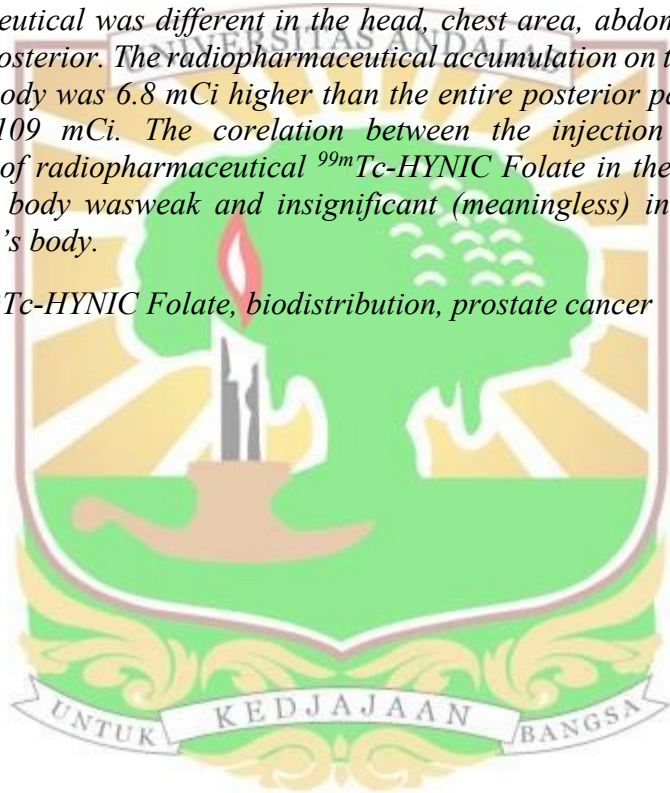 eutical was different in the head, chest area, abdom
osterior. The radiopharmaceutical accumulation on t
UNIVERSITAS ANDALAS
ody was 6.8 mCi higher than the entire posterior pa
109 mCi. The corelation between the injection
of radiopharmaceutical ⁹⁹ᵐTc-HYNIC Folate in the
body wasweak and insignificant (meaningless) in
's body.
Tc-HYNIC Folate, biodistribution, prostate cancer
UNTUK KEDJAJAAN BANGSA